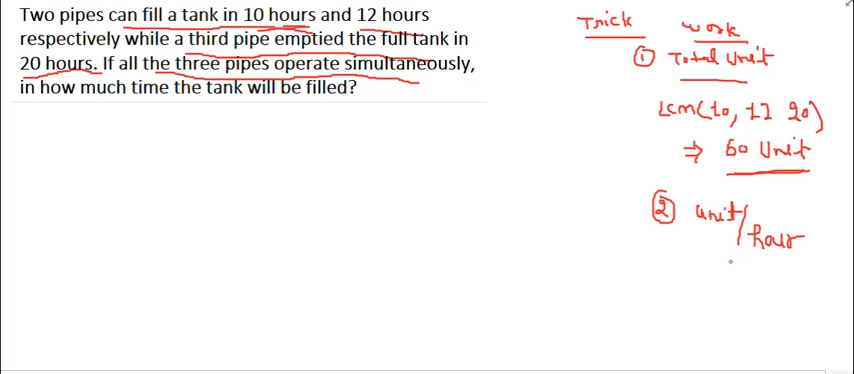 Two pipes can fill a tank in 10 hours and 12 hours
respectively while a third pipe emptied the full tank in
20 hours. If all the three pipes operate simultaneously,
in how much time the tank will be filled?
Trick work
① Total Unit
LCM(10, 12 20)
⇒ 60 Unit
② unit/hour